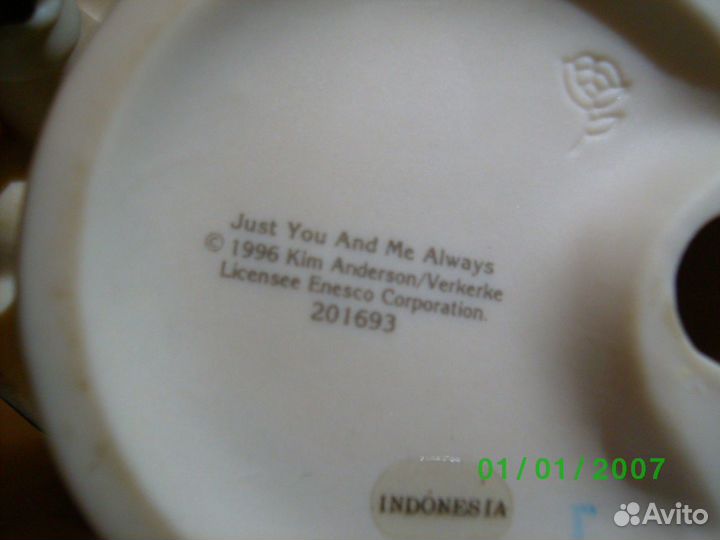 Just You And Me Always
© 1996 Kim Anderson/Verkerke
Licensee Enesco Corporation.
201693
01/01/2007
INDONESIA
Avito